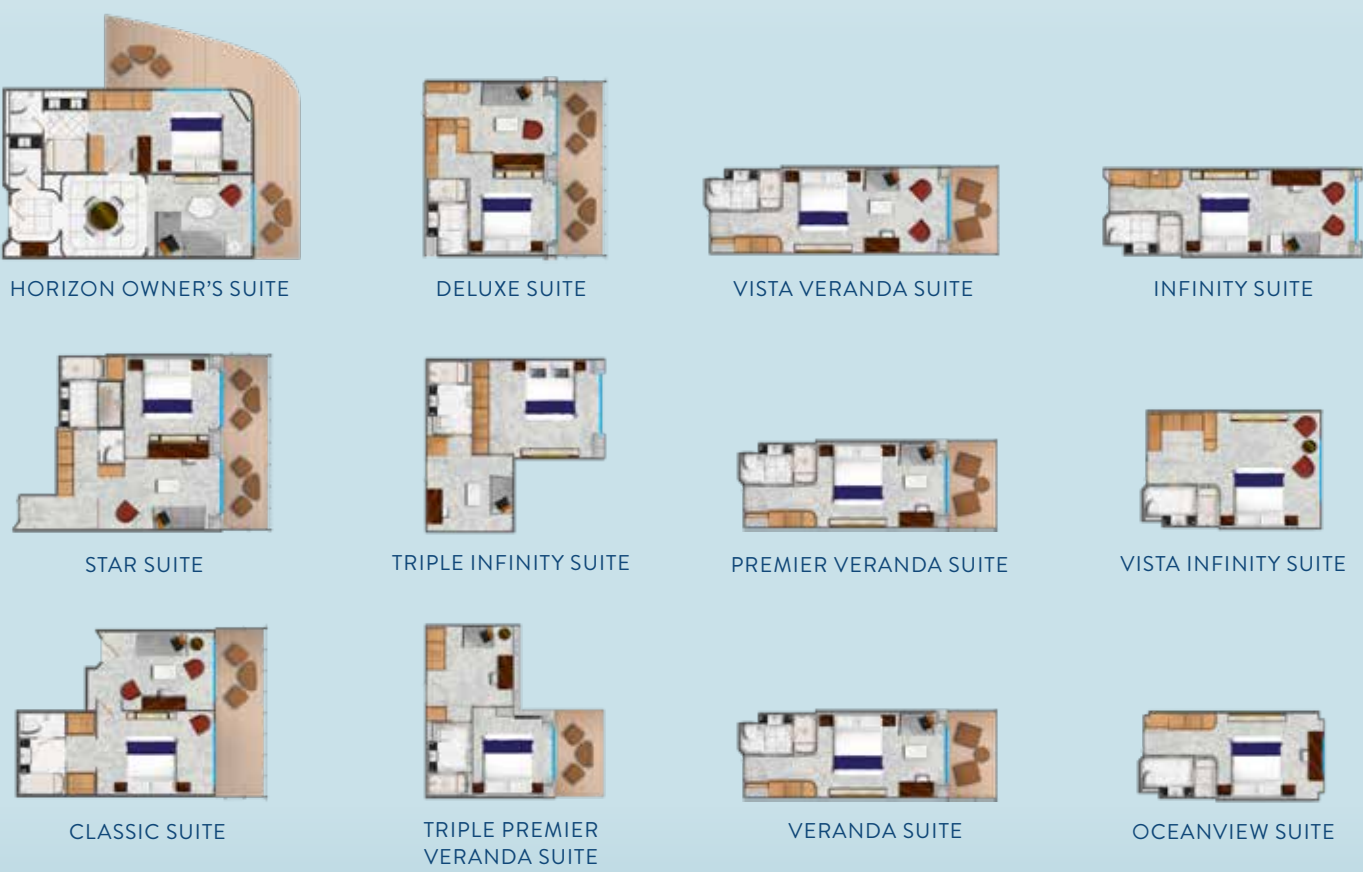 HORIZON OWNER'S SUITE
DELUXE SUITE
VISTA VERANDA SUITE
INFINITY SUITE
STAR SUITE
TRIPLE INFINITY SUITE
PREMIER VERANDA SUITE
VISTA INFINITY SUITE
CLASSIC SUITE
TRIPLE PREMIER
VERANDA SUITE
VERANDA SUITE
OCEANVIEW SUITE